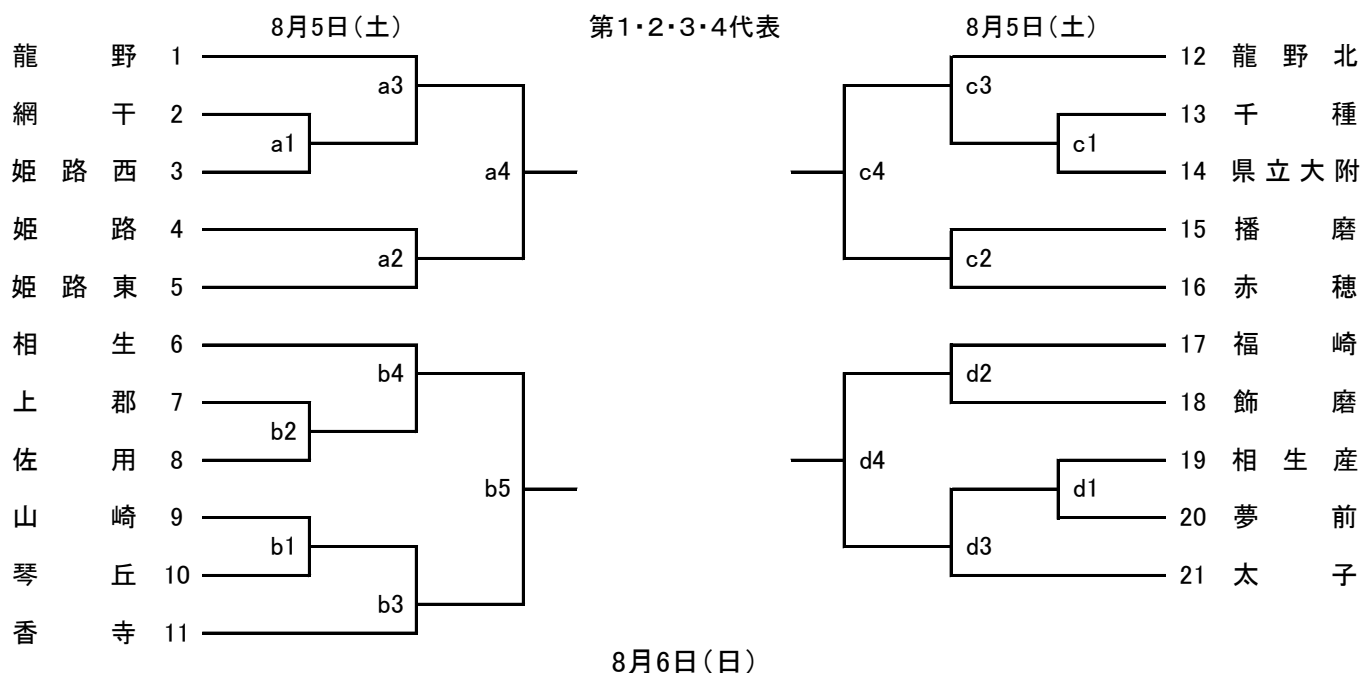 8月5日（土） 第1・2・3・4代表 8月5日（土）
龍野 1 12 龍野北
a3 c3
網干 2 13 千種
a1 c1
姫路西 3 a4 c4 14 県立大附
姫路 4 15 播磨
a2 c2
姫路東 5 16 赤穂
相生 6 17 福崎
b4 d2
上郡 7 18 飾磨
b2
佐用 8 d4 19 相生産
b5 d1
山崎 9 20 夢前
b1 d3
琴丘 10 21 太子
b3
香寺 11
8月6日（日）